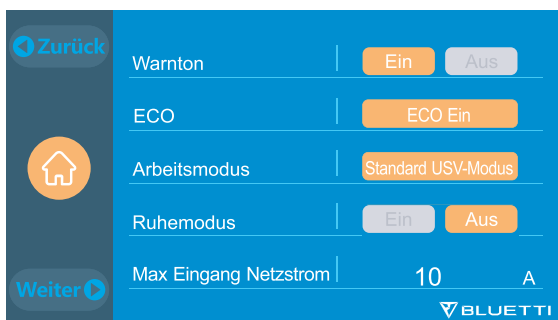 Zurück
Warnton Ein Aus
ECO ECO Ein
Arbeitsmodus Standard USV-Modus
Ruhemodus Ein Aus
Max Eingang Netzstrom 10 A
Weiter
BLUETTI